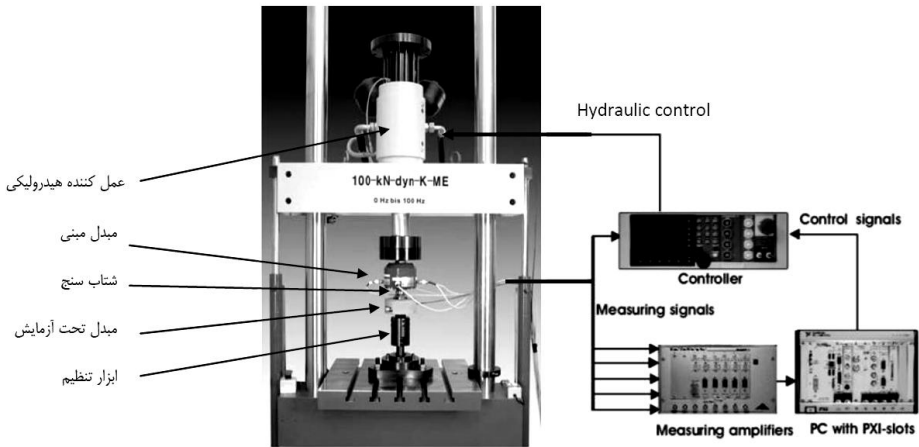 عمل کننده هیدرولیکی
مبدل مبنی
شتاب سنج
مبدل تحت آزمایش
ابزار تنظیم
100-kN-dyn-K-ME
0 Hz bis 100 Hz
Hydraulic control
Control signals
Controller
Measuring signals
Measuring amplifiers
PC with PXI-slots